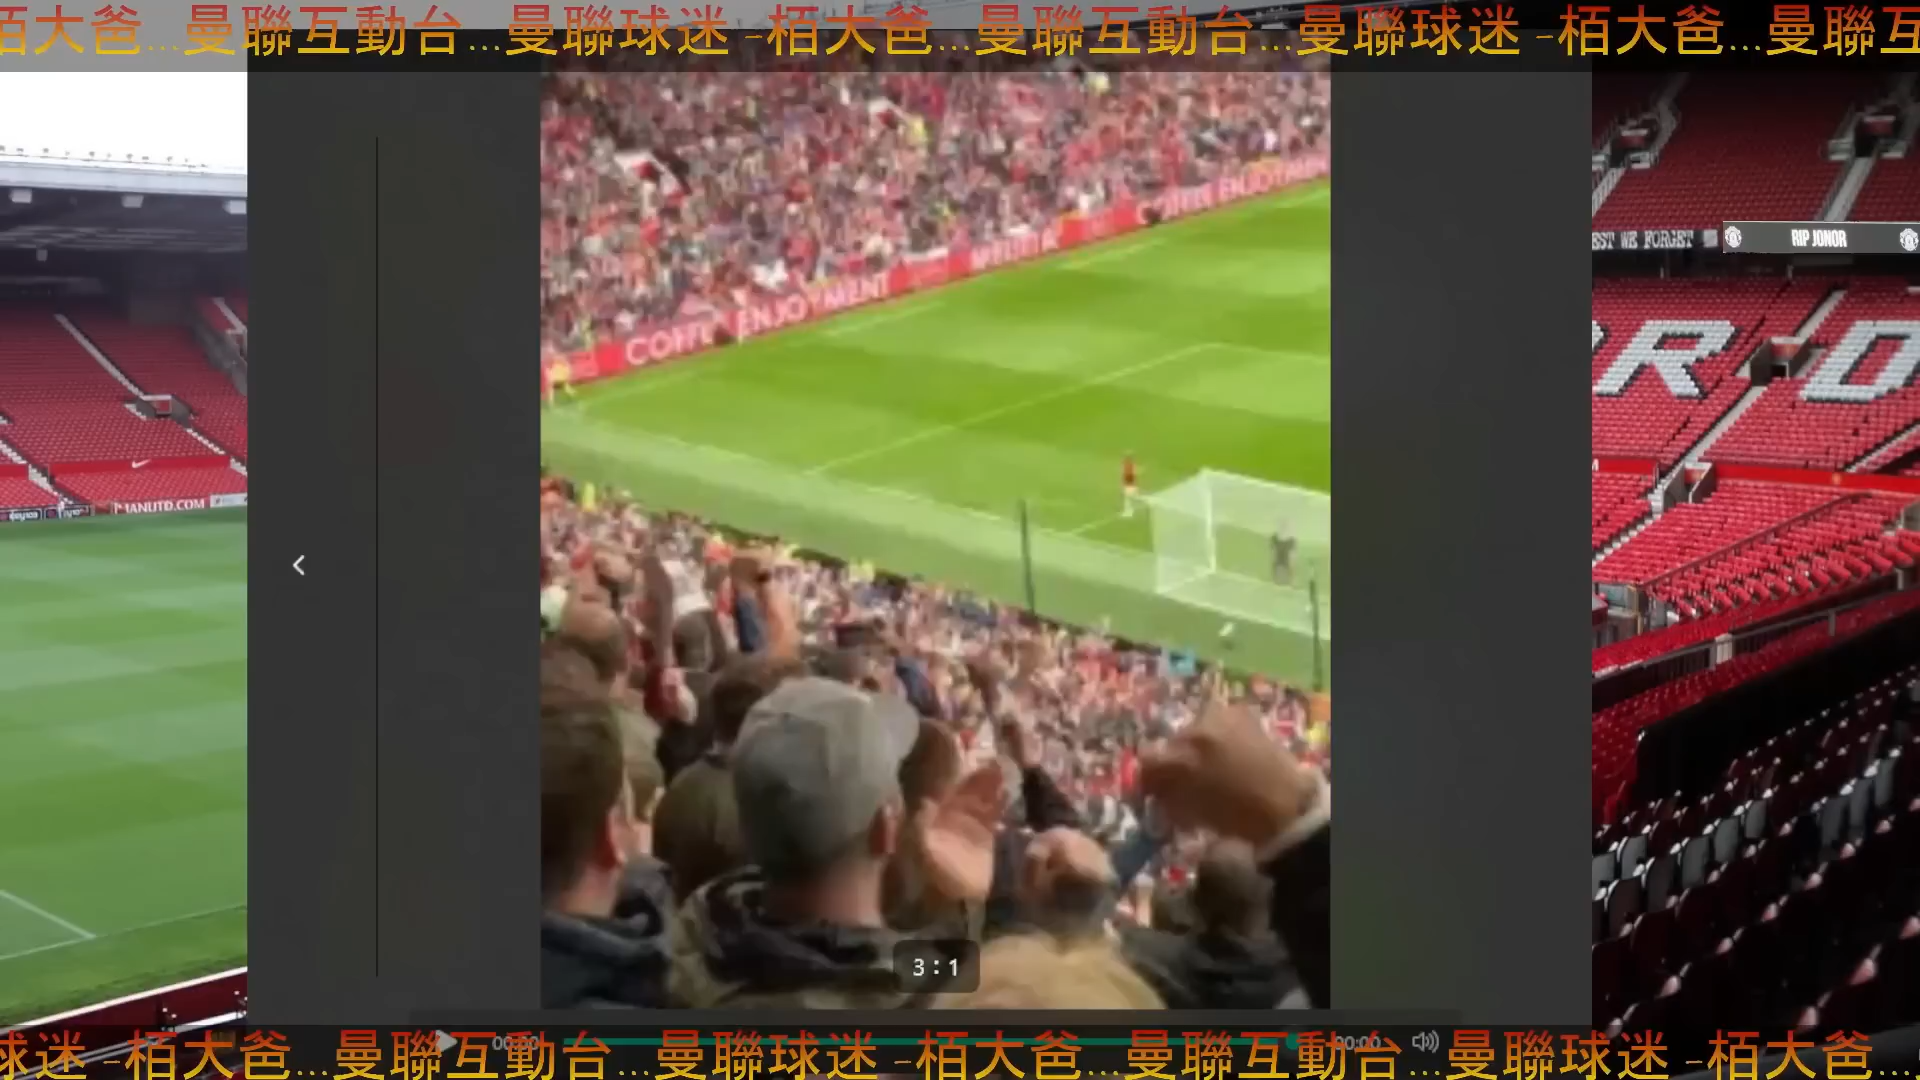 栢大爸...曼聯互動台...曼聯球迷 -栢大爸...曼聯互動台...曼聯球迷 -栢大爸...曼聯互
EST WE FORGET
RIP JONOR
ENJOYMENT
R D
MANUTD.COM
3 : 1
球迷 -栢大爸...曼聯互動台...曼聯球迷 -栢大爸...曼聯互動台...曼聯球迷 -栢大爸...